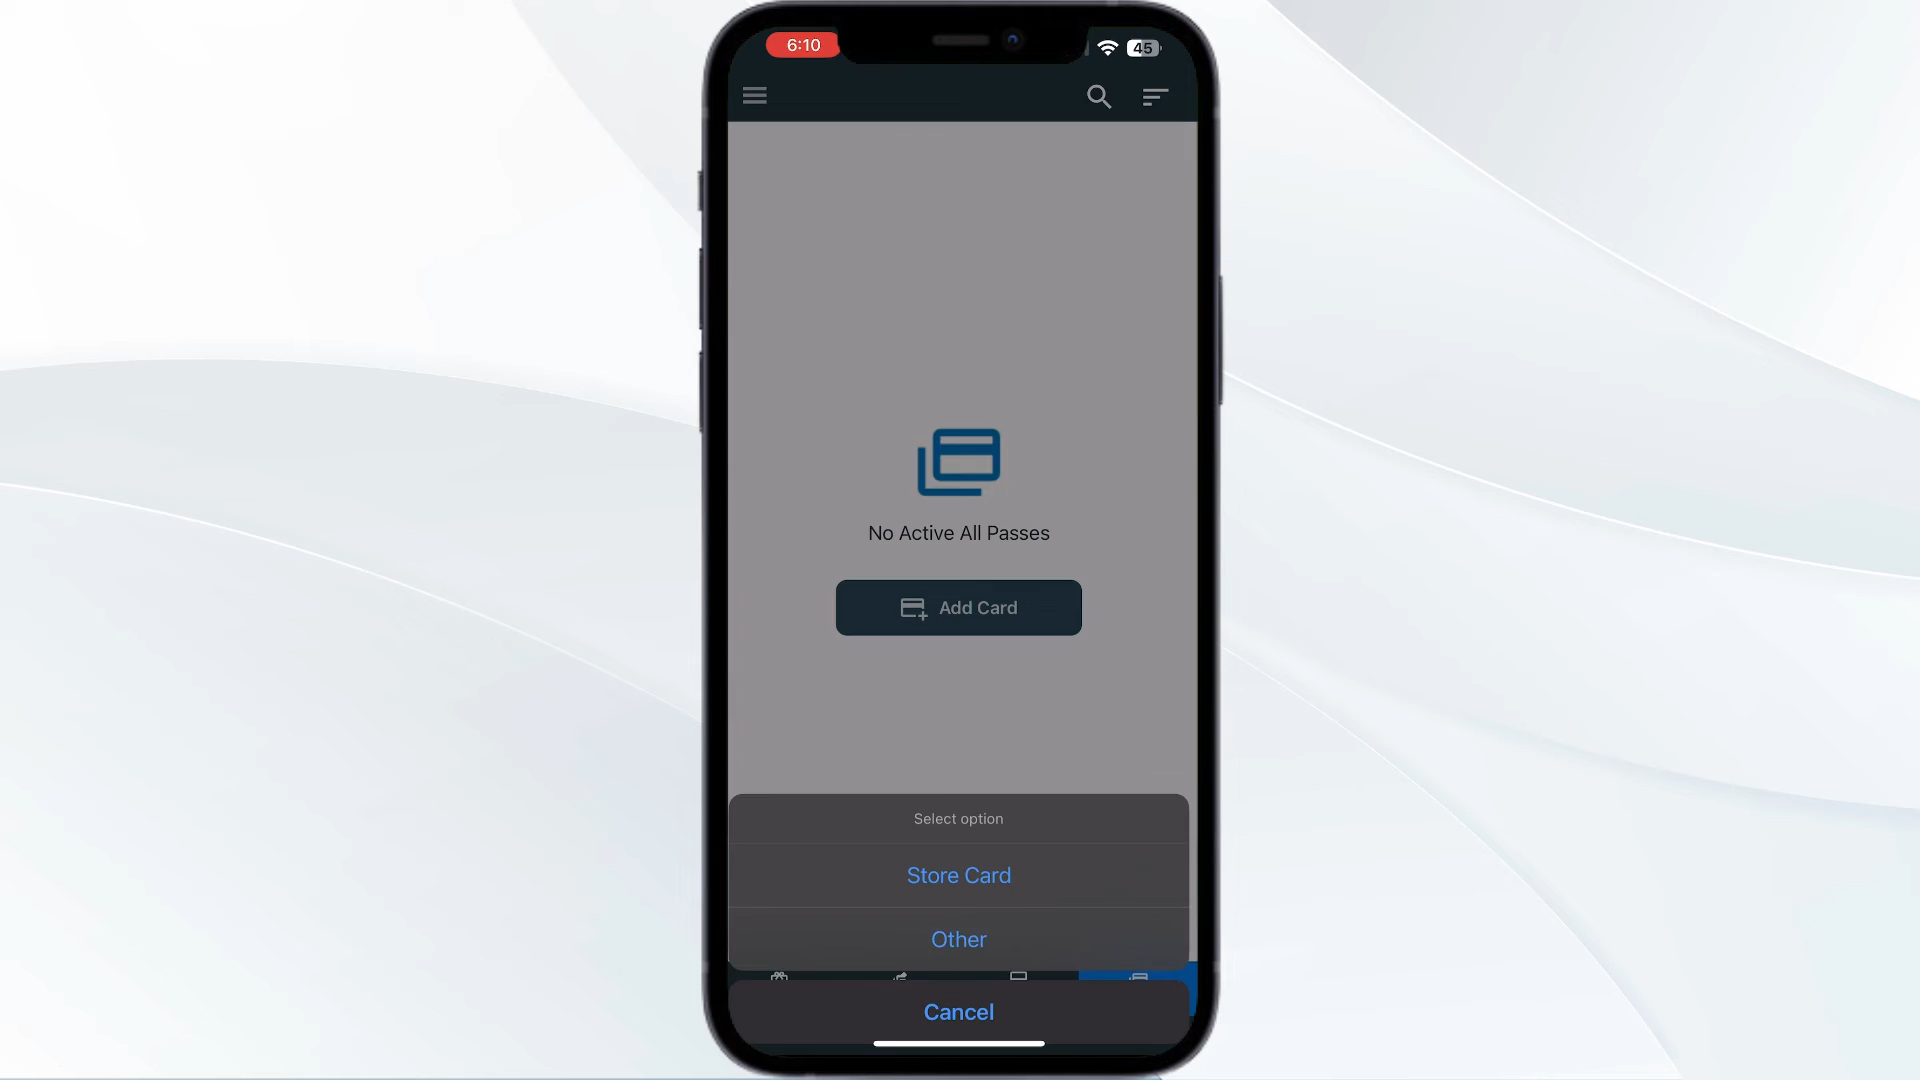 6:10
45
No Active All Passes
Add Card
Select option
Store Card
Other
Cancel